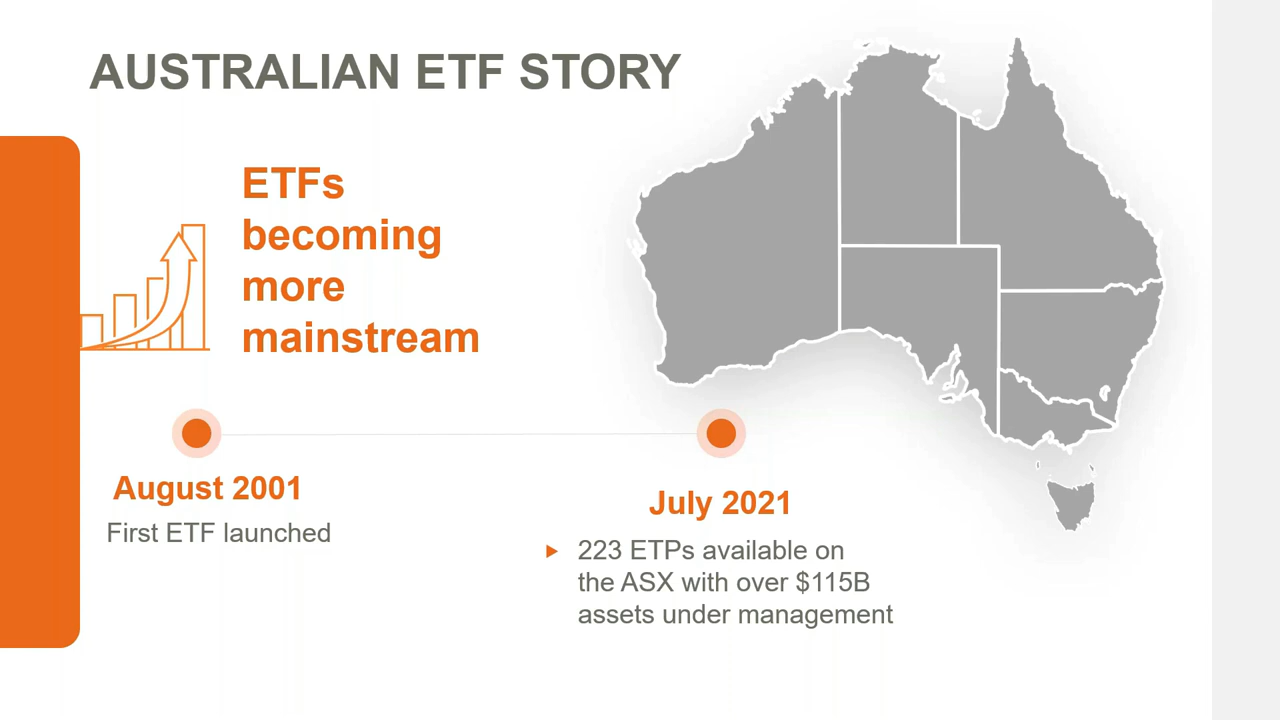 AUSTRALIAN ETF STORY
ETFs
becoming
more
mainstream
August 2001
First ETF launched
July 2021
223 ETPs available on
the ASX with over $115B
assets under management